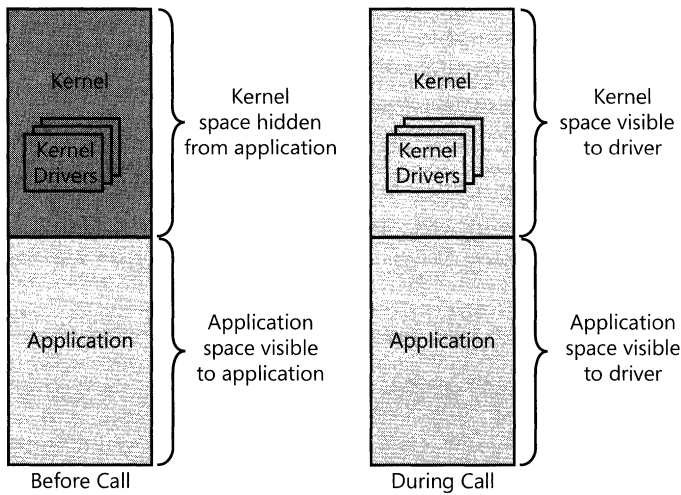 Kernel
Kernel
Drivers
Kernel
space hidden
from application
Application
Application
space visible
to application
Before Call
Kernel
Kernel
Drivers
Kernel
space visible
to driver
Application
Application
space visible
to driver
During Call